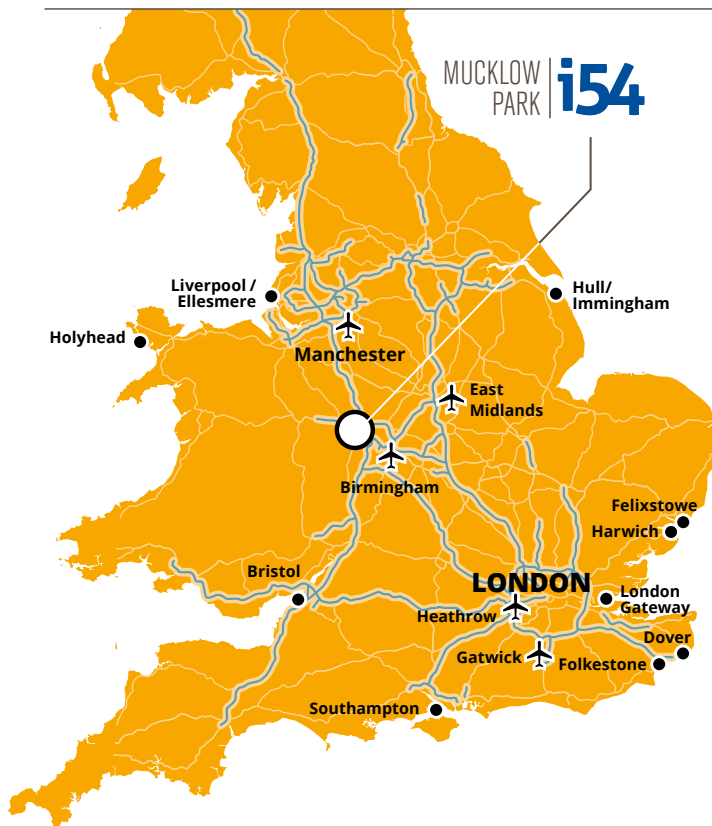 MUCKLOW
PARK
i54
Liverpool /
Ellesmere
Hull/
Immingham
Holyhead
Manchester
East
Midlands
Birmingham
Felixstowe
Harwich
Bristol
LONDON
London
Gateway
Heathrow
Dover
Gatwick
Folkestone
Southampton